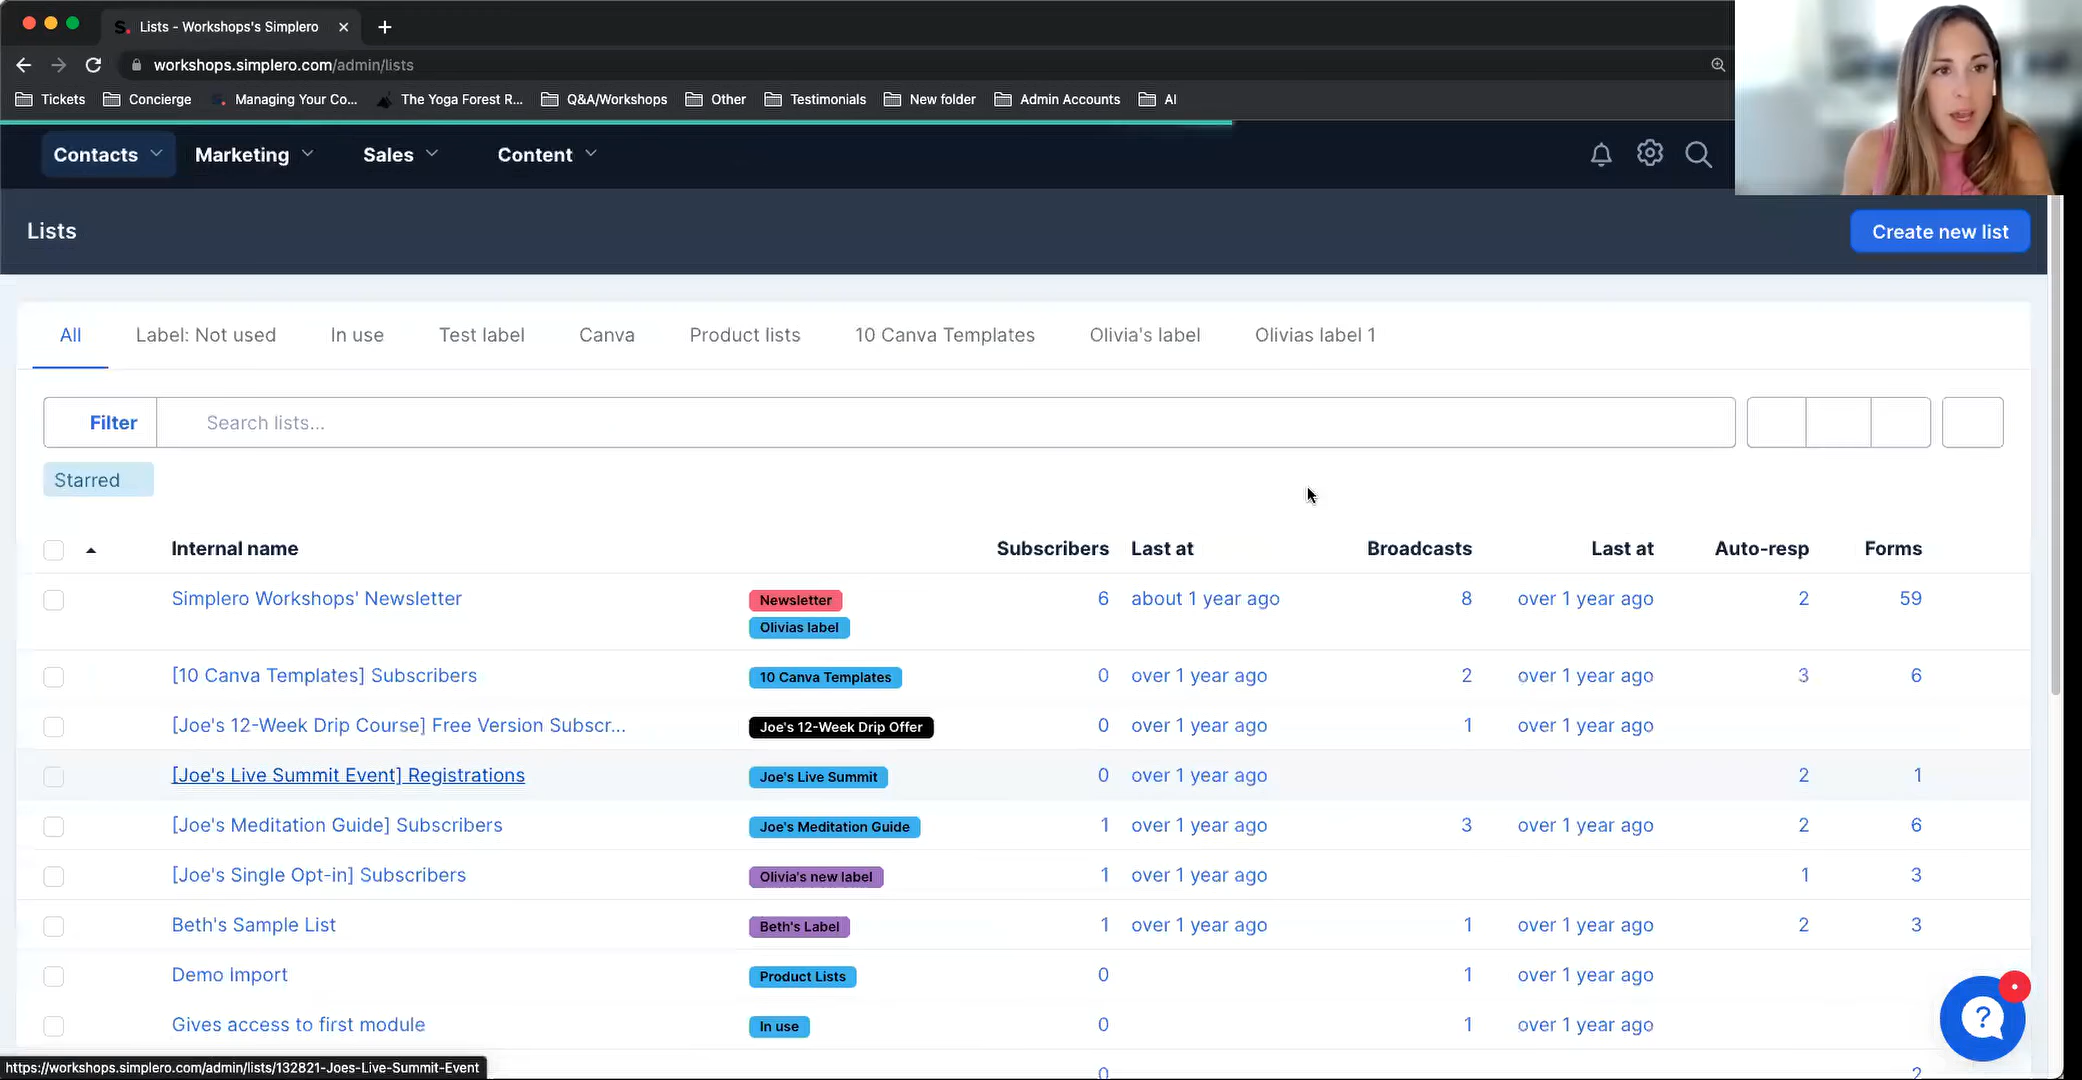 Lists - Workshops's Simplero
workshops.simplero.com/admin/lists
Tickets Concierge Managing Your Co... The Yoga Forest R... Q&A/Workshops Other Testimonials New folder Admin Accounts AI
Contacts Marketing Sales Content
Lists
Create new list
All Label: Not used In use Test label Canva Product lists 10 Canva Templates Olivia's label Olivias label 1
Filter Search lists...
Starred
Internal name Subscribers Last at Broadcasts Last at Auto-resp Forms
Simplero Workshops' Newsletter Newsletter 6 about 1 year ago 8 over 1 year ago 2 59
Olivias label
[10 Canva Templates] Subscribers 10 Canva Templates 0 over 1 year ago 2 over 1 year ago 3 6
[Joe's 12-Week Drip Course] Free Version Subscr... Joe's 12-Week Drip Offer 0 over 1 year ago 1 over 1 year ago
[Joe's Live Summit Event] Registrations Joe's Live Summit 0 over 1 year ago 2 1
[Joe's Meditation Guide] Subscribers Joe's Meditation Guide 1 over 1 year ago 3 over 1 year ago 2 6
[Joe's Single Opt-in] Subscribers Olivia's new label 1 over 1 year ago 1 3
Beth's Sample List Beth's Label 1 over 1 year ago 1 over 1 year ago 2 3
Demo Import Product Lists 0 1 over 1 year ago
Gives access to first module In use 0 1 over 1 year ago
0 2
https://workshops.simplero.com/admin/lists/132821-Joes-Live-Summit-Event